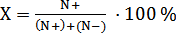 X = N+ / ((N+)+(N−)) · 100 %